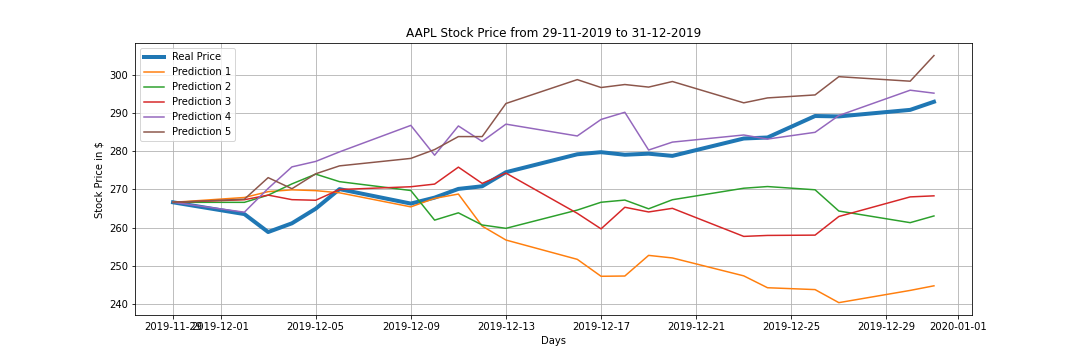 AAPL Stock Price from 29-11-2019 to 31-12-2019
Real Price
Prediction 1
Prediction 2
Prediction 3
Prediction 4
Prediction 5
Stock Price in $
300
290
280
270
260
250
240
2019-11-29 2019-12-01 2019-12-05 2019-12-09 2019-12-13 2019-12-17 2019-12-21 2019-12-25 2019-12-29 2020-01-01
Days